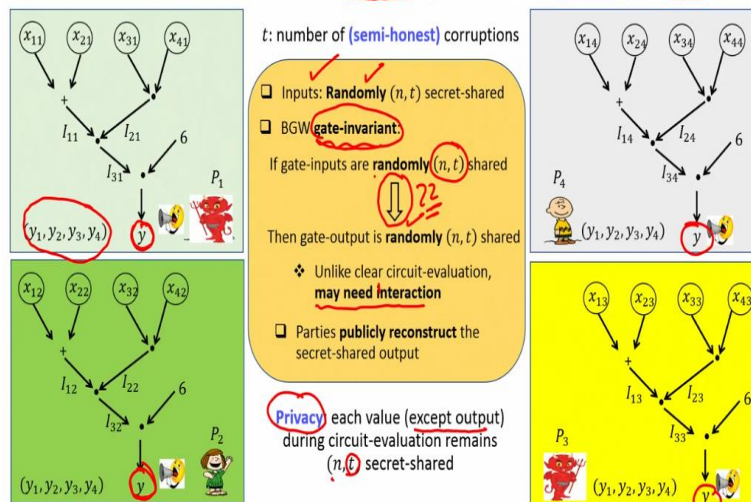 x₁₁ x₂₁ x₃₁ x₄₁
+
I₁₁ I₂₁ 6
I₃₁
P₁
(y₁, y₂, y₃, y₄) y
x₁₂ x₂₂ x₃₂ x₄₂
+
I₁₂ I₂₂ 6
I₃₂
P₂
(y₁, y₂, y₃, y₄) y
t: number of (semi-honest) corruptions
❑ Inputs: Randomly (n, t) secret-shared
❑ BGW gate-invariant:
If gate-inputs are randomly (n, t) shared
??
Then gate-output is randomly (n, t) shared
❖ Unlike clear circuit-evaluation,
may need interaction
❑ Parties publicly reconstruct the
secret-shared output
Privacy: each value (except output)
during circuit-evaluation remains
(n, t) secret-shared
x₁₄ x₂₄ x₃₄ x₄₄
+
I₁₄ I₂₄ 6
I₃₄
P₄
(y₁, y₂, y₃, y₄) y
x₁₃ x₂₃ x₃₃ x₄₃
+
I₁₃ I₂₃ 6
I₃₃
P₃
(y₁, y₂, y₃, y₄) y